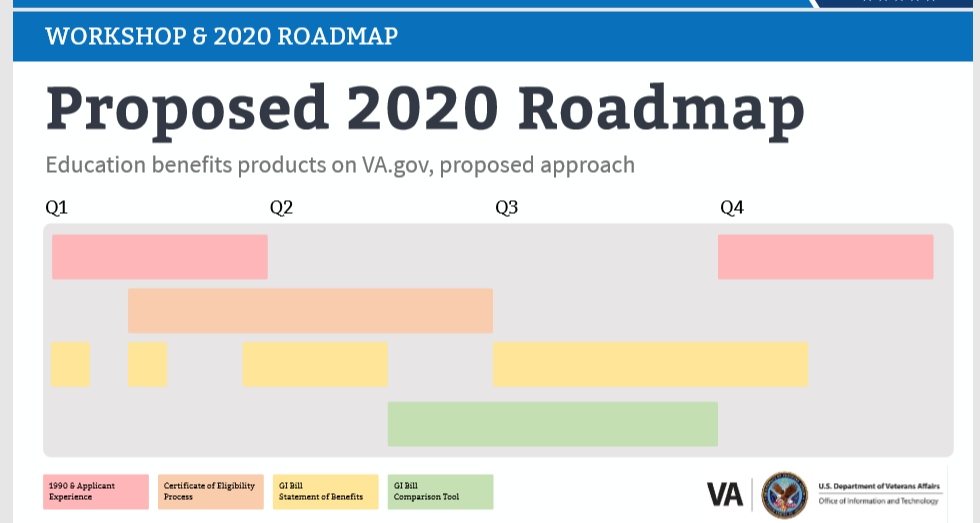 WORKSHOP & 2020 ROADMAP
Proposed 2020 Roadmap
Education benefits products on VA.gov, proposed approach
Q1 Q2 Q3 Q4
1990 & Applicant
Experience
Certificate of Eligibility
Process
GI Bill
Statement of Benefits
GI Bill
Comparison Tool
VA
U.S. Department of Veterans Affairs
Office of Information and Technology